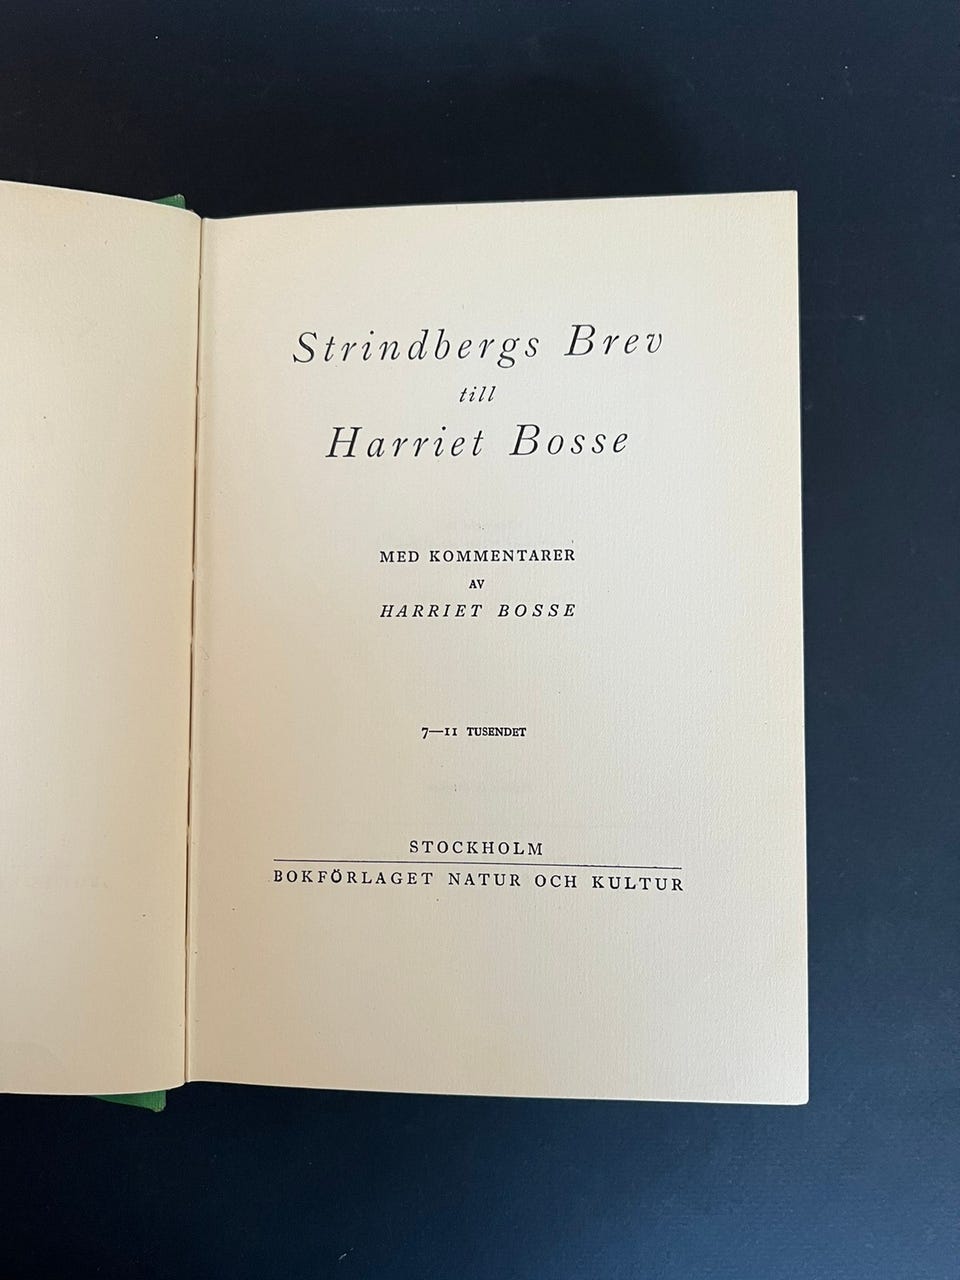 Strindbergs Brev
till
Harriet Bosse
MED KOMMENTARER
AV
HARRIET BOSSE
7—11 TUSENDET
STOCKHOLM
BOKFÖRLAGET NATUR OCH KULTUR